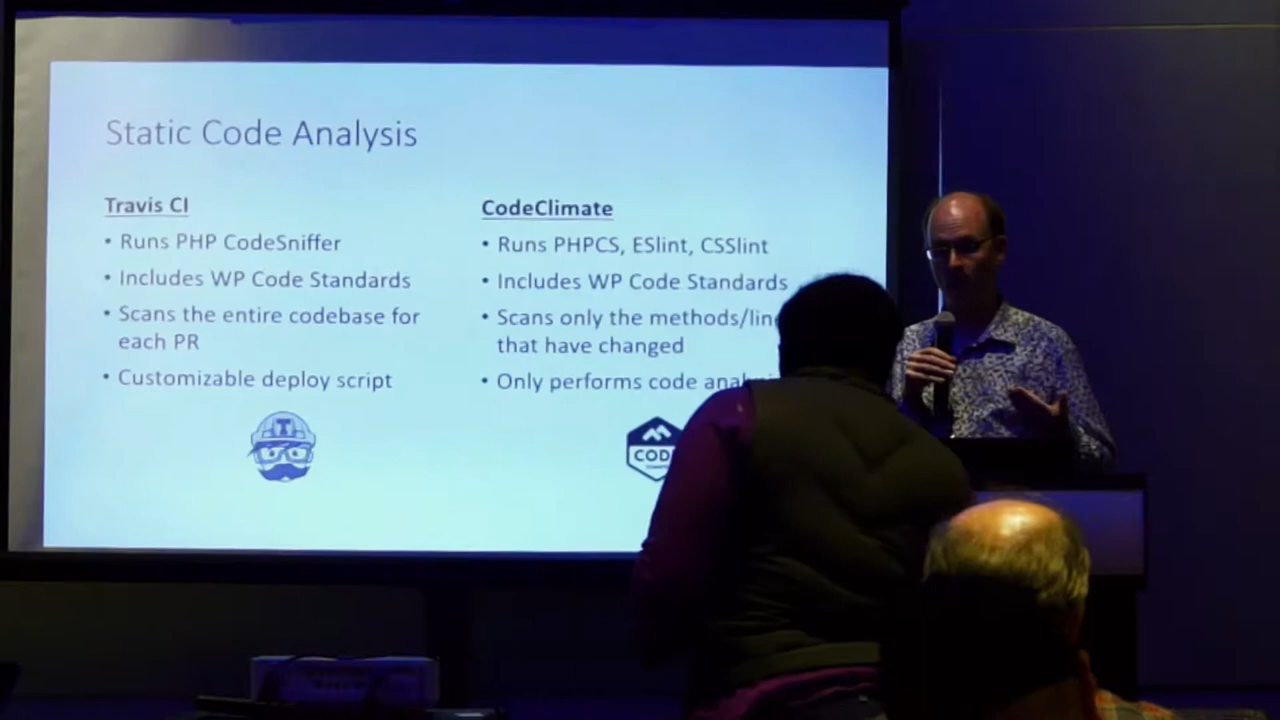 Static Code Analysis
Travis CI
• Runs PHP CodeSniffer
• Includes WP Code Standards
• Scans the entire codebase for
each PR
• Customizable deploy script
T
CodeClimate
• Runs PHPCS, ESlint, CSSlint
• Includes WP Code Standards
• Scans only the methods/
that have changed
• Only performs code